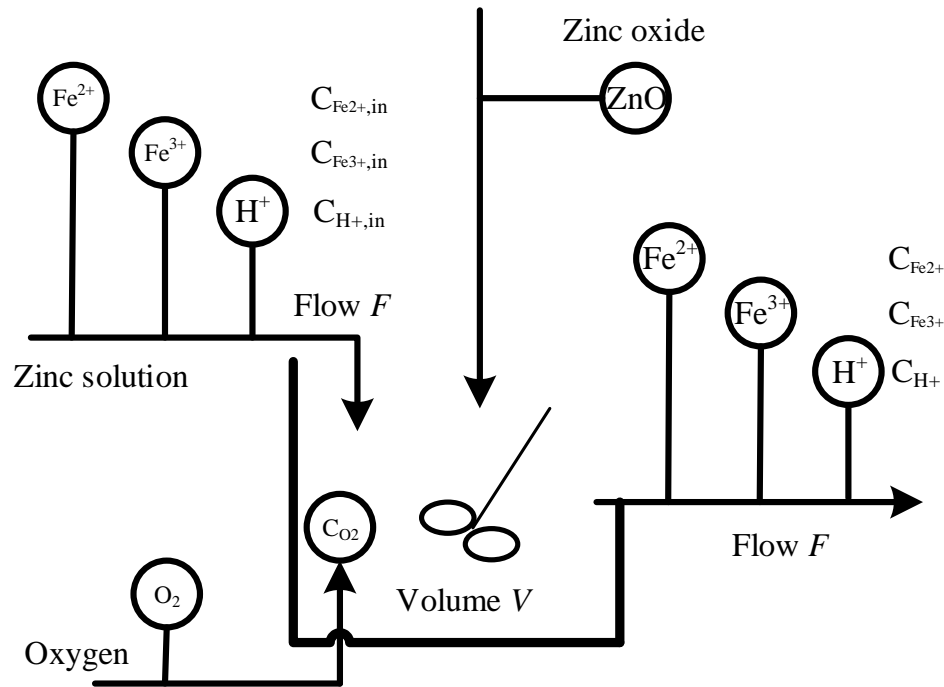 Zinc oxide
Fe²⁺
ZnO
C_Fe2+,in
Fe³⁺
C_Fe3+,in
H⁺
C_H+,in
Fe²⁺
C_Fe2+
Flow F
Fe³⁺
C_Fe3+
Zinc solution
H⁺
C_H+
C_O2
Flow F
O₂
Volume V
Oxygen